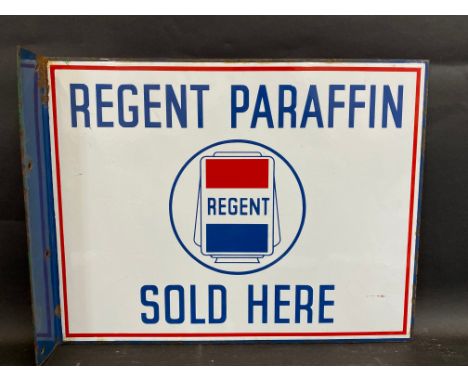 REGENT PARAFFIN
REGENT
SOLD HERE